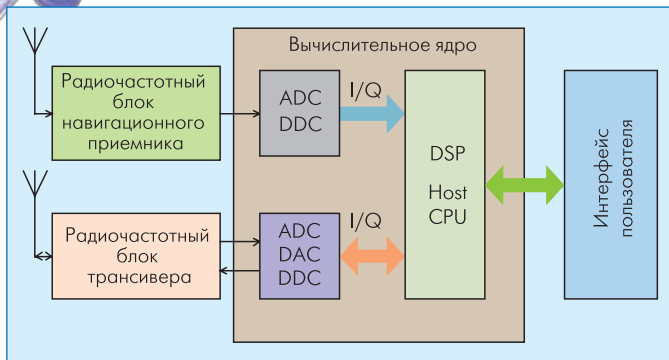 Вычислительное ядро
Радиочастотный
блок
навигационного
приемника
ADC
DDC
I/Q
DSP
Host
CPU
Интерфейс
пользователя
Радиочастотный
блок
трансивера
ADC
DAC
DDC
I/Q